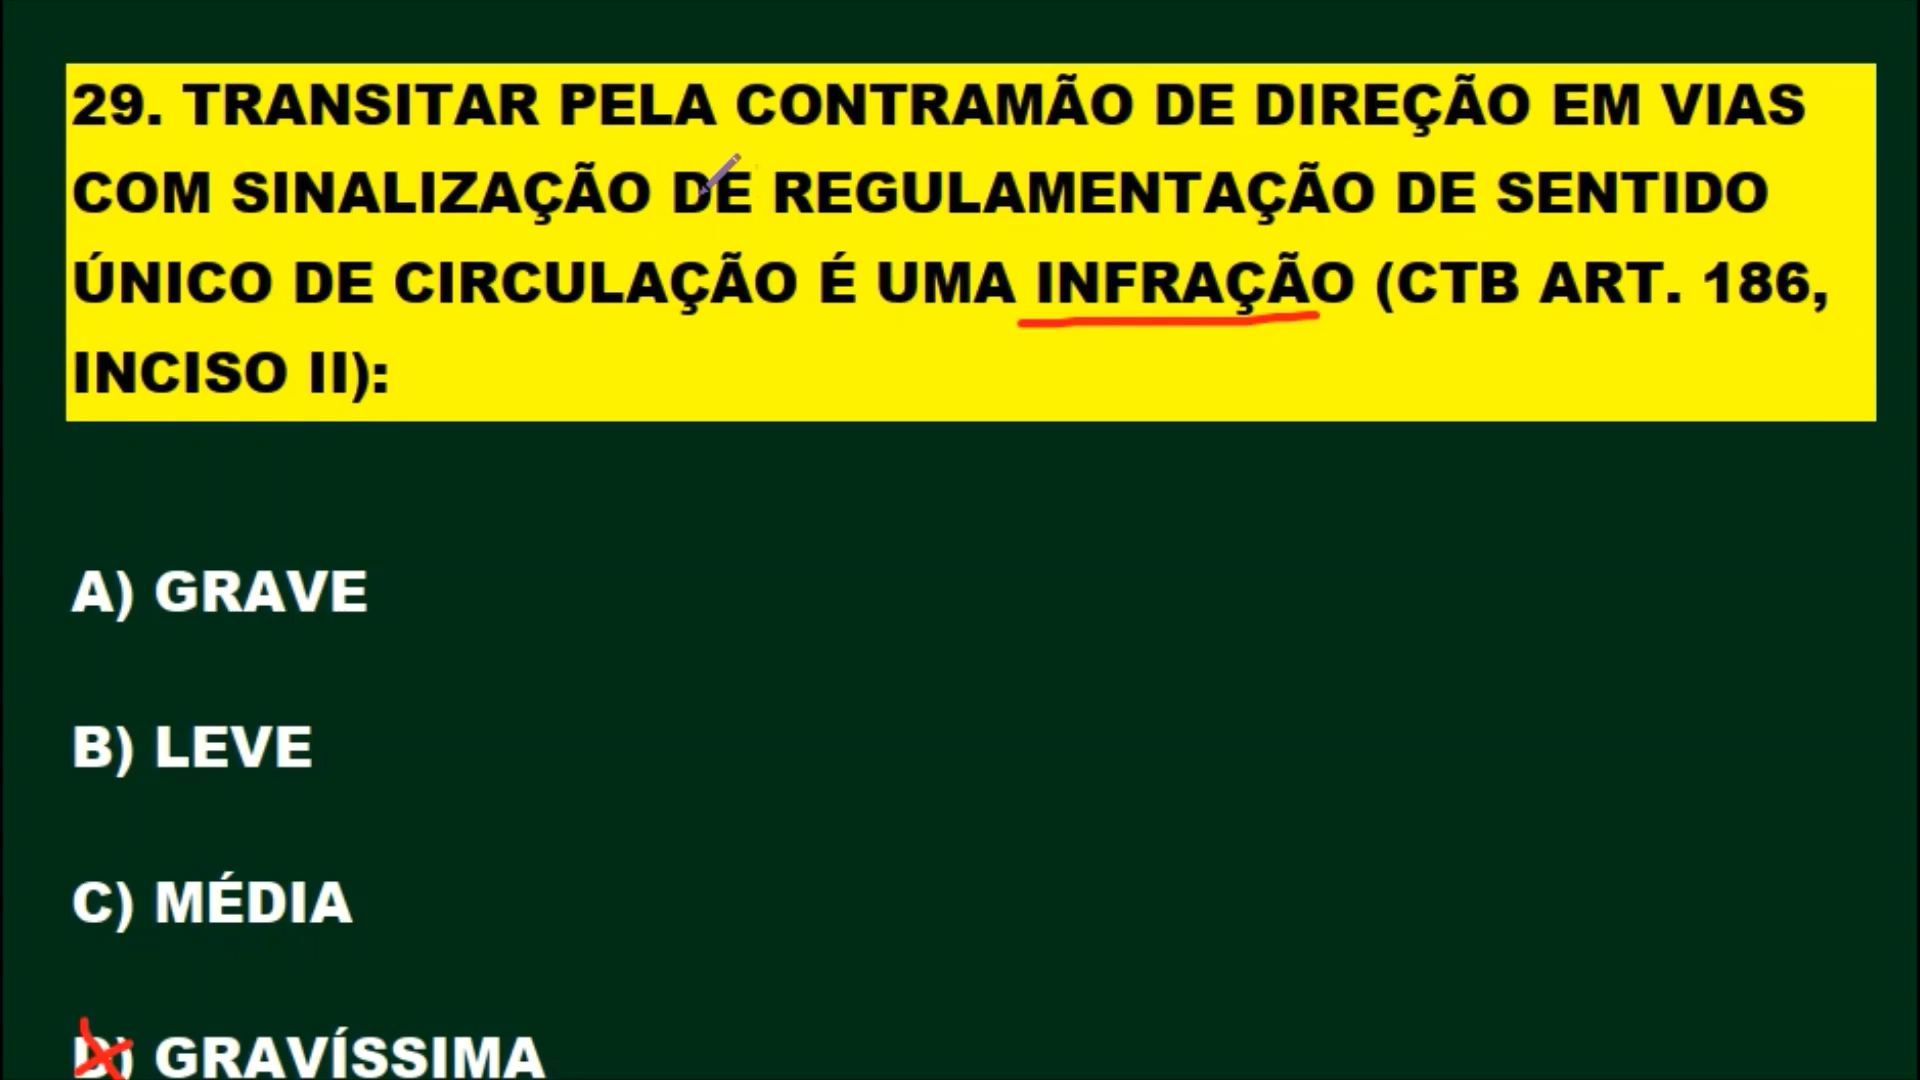 29. TRANSITAR PELA CONTRAMÃO DE DIREÇÃO EM VIAS
COM SINALIZAÇÃO DE REGULAMENTAÇÃO DE SENTIDO
ÚNICO DE CIRCULAÇÃO É UMA INFRAÇÃO (CTB ART. 186,
INCISO II):
A) GRAVE
B) LEVE
C) MÉDIA
D) GRAVÍSSIMA